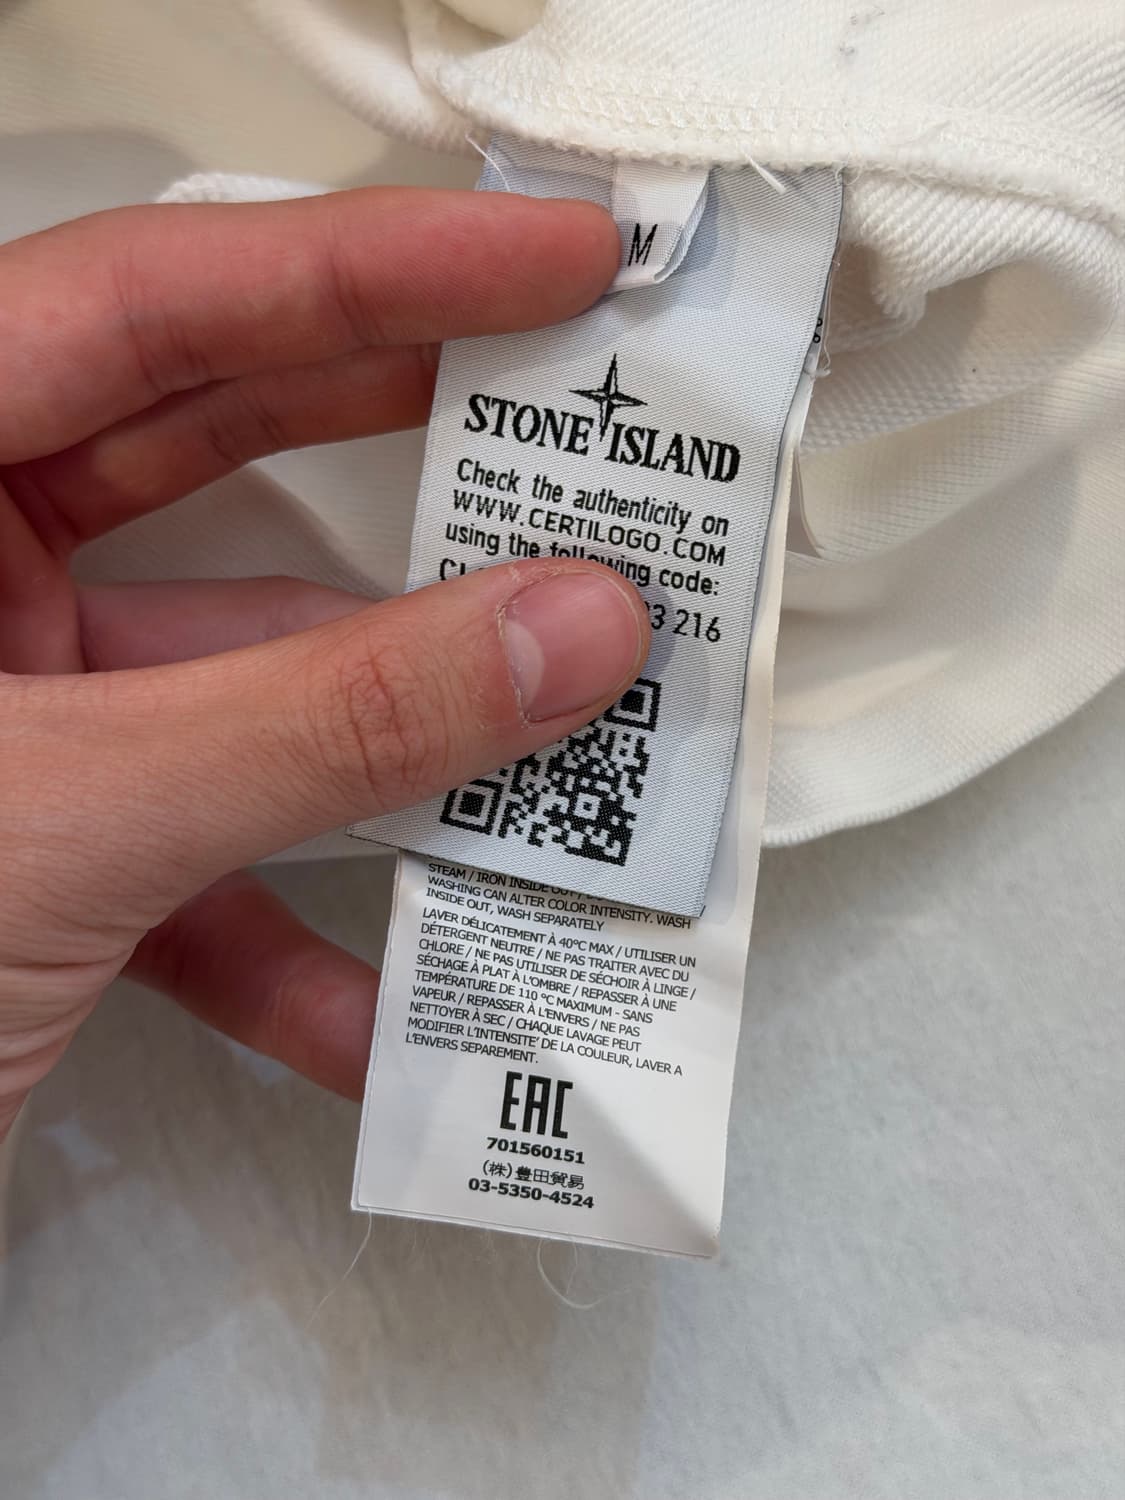 M
STONE ISLAND
Check the authenticity on
WWW.CERTILOGO.COM
using the following code:
216
STEAM / IRON INSIDE OUT /
WASHING CAN ALTER COLOR INTENSITY. WASH
INSIDE OUT, WASH SEPARATELY
LAVER DÉLICATEMENT À 40°C MAX / UTILISER UN
DÉTERGENT NEUTRE / NE PAS TRAITER AVEC DU
CHLORE / NE PAS UTILISER DE SÉCHOIR À LINGE /
SÉCHAGE À PLAT À L'OMBRE / REPASSER À UNE
TEMPÉRATURE DE 110 °C MAXIMUM - SANS
VAPEUR / REPASSER À L'ENVERS / NE PAS
NETTOYER À SEC / CHAQUE LAVAGE PEUT
MODIFIER L'INTENSITE' DE LA COULEUR, LAVER A
L'ENVERS SEPAREMENT.
EAC
701560151
(株)豊田貿易
03-5350-4524